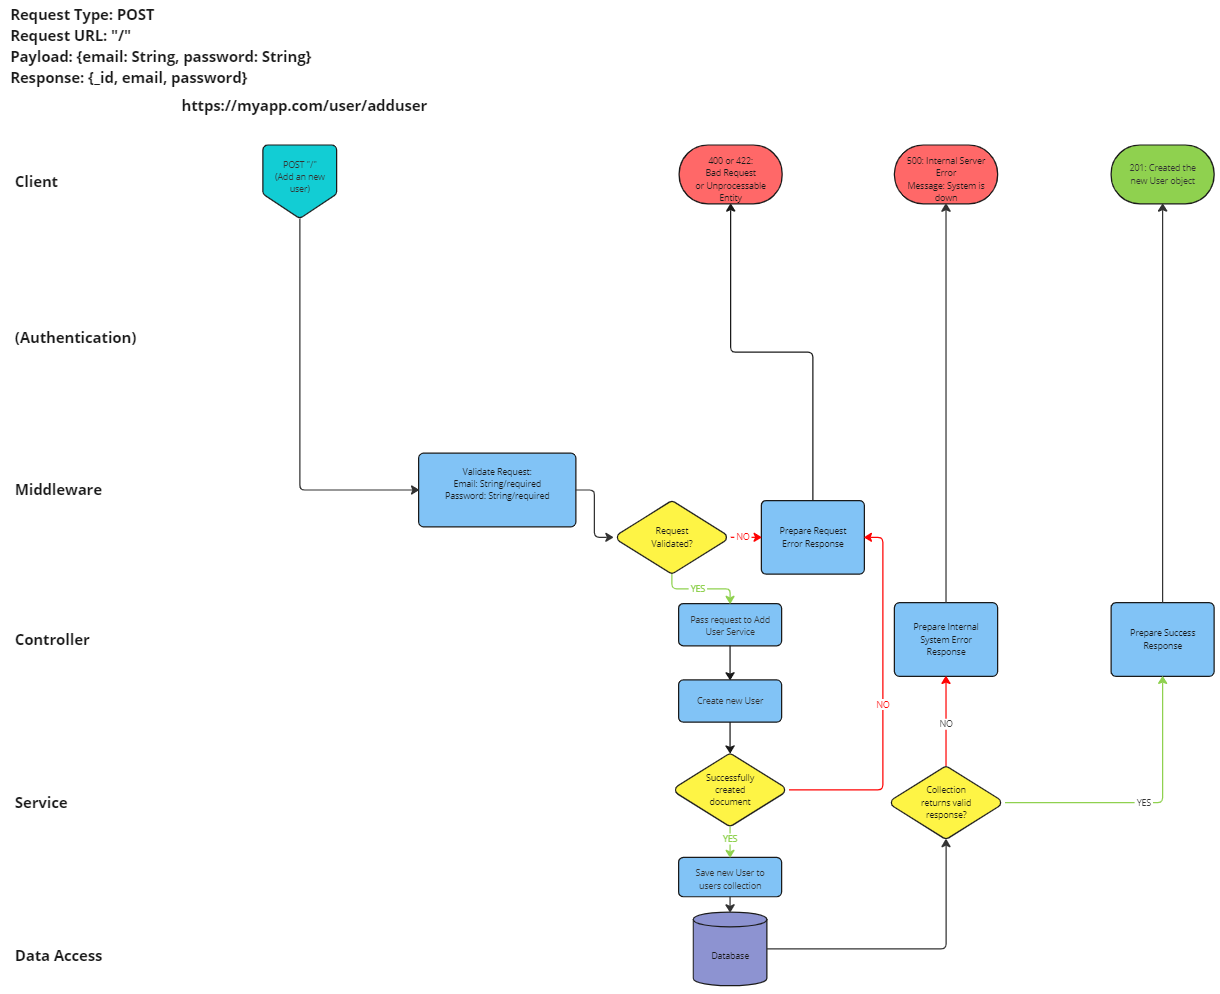 Request Type: POST
Request URL: "/"
Payload: {email: String, password: String}
Response: {_id, email, password}
https://myapp.com/user/adduser
Client
POST "/"
(Add an new
user)
400 or 422:
Bad Request
or Unprocessable
Entity
500: Internal Server
Error
Message: System is
down
201: Created the
new User object
(Authentication)
Middleware
Validate Request:
Email: String/required
Password: String/required
Request
Validated?
NO
Prepare Request
Error Response
YES
Controller
Pass request to Add
User Service
Prepare Internal
System Error
Response
Prepare Success
Response
Create new User
NO
NO
Service
Successfully
created
document
Collection
returns valid
response?
YES
YES
Save new User to
users collection
Data Access
Database